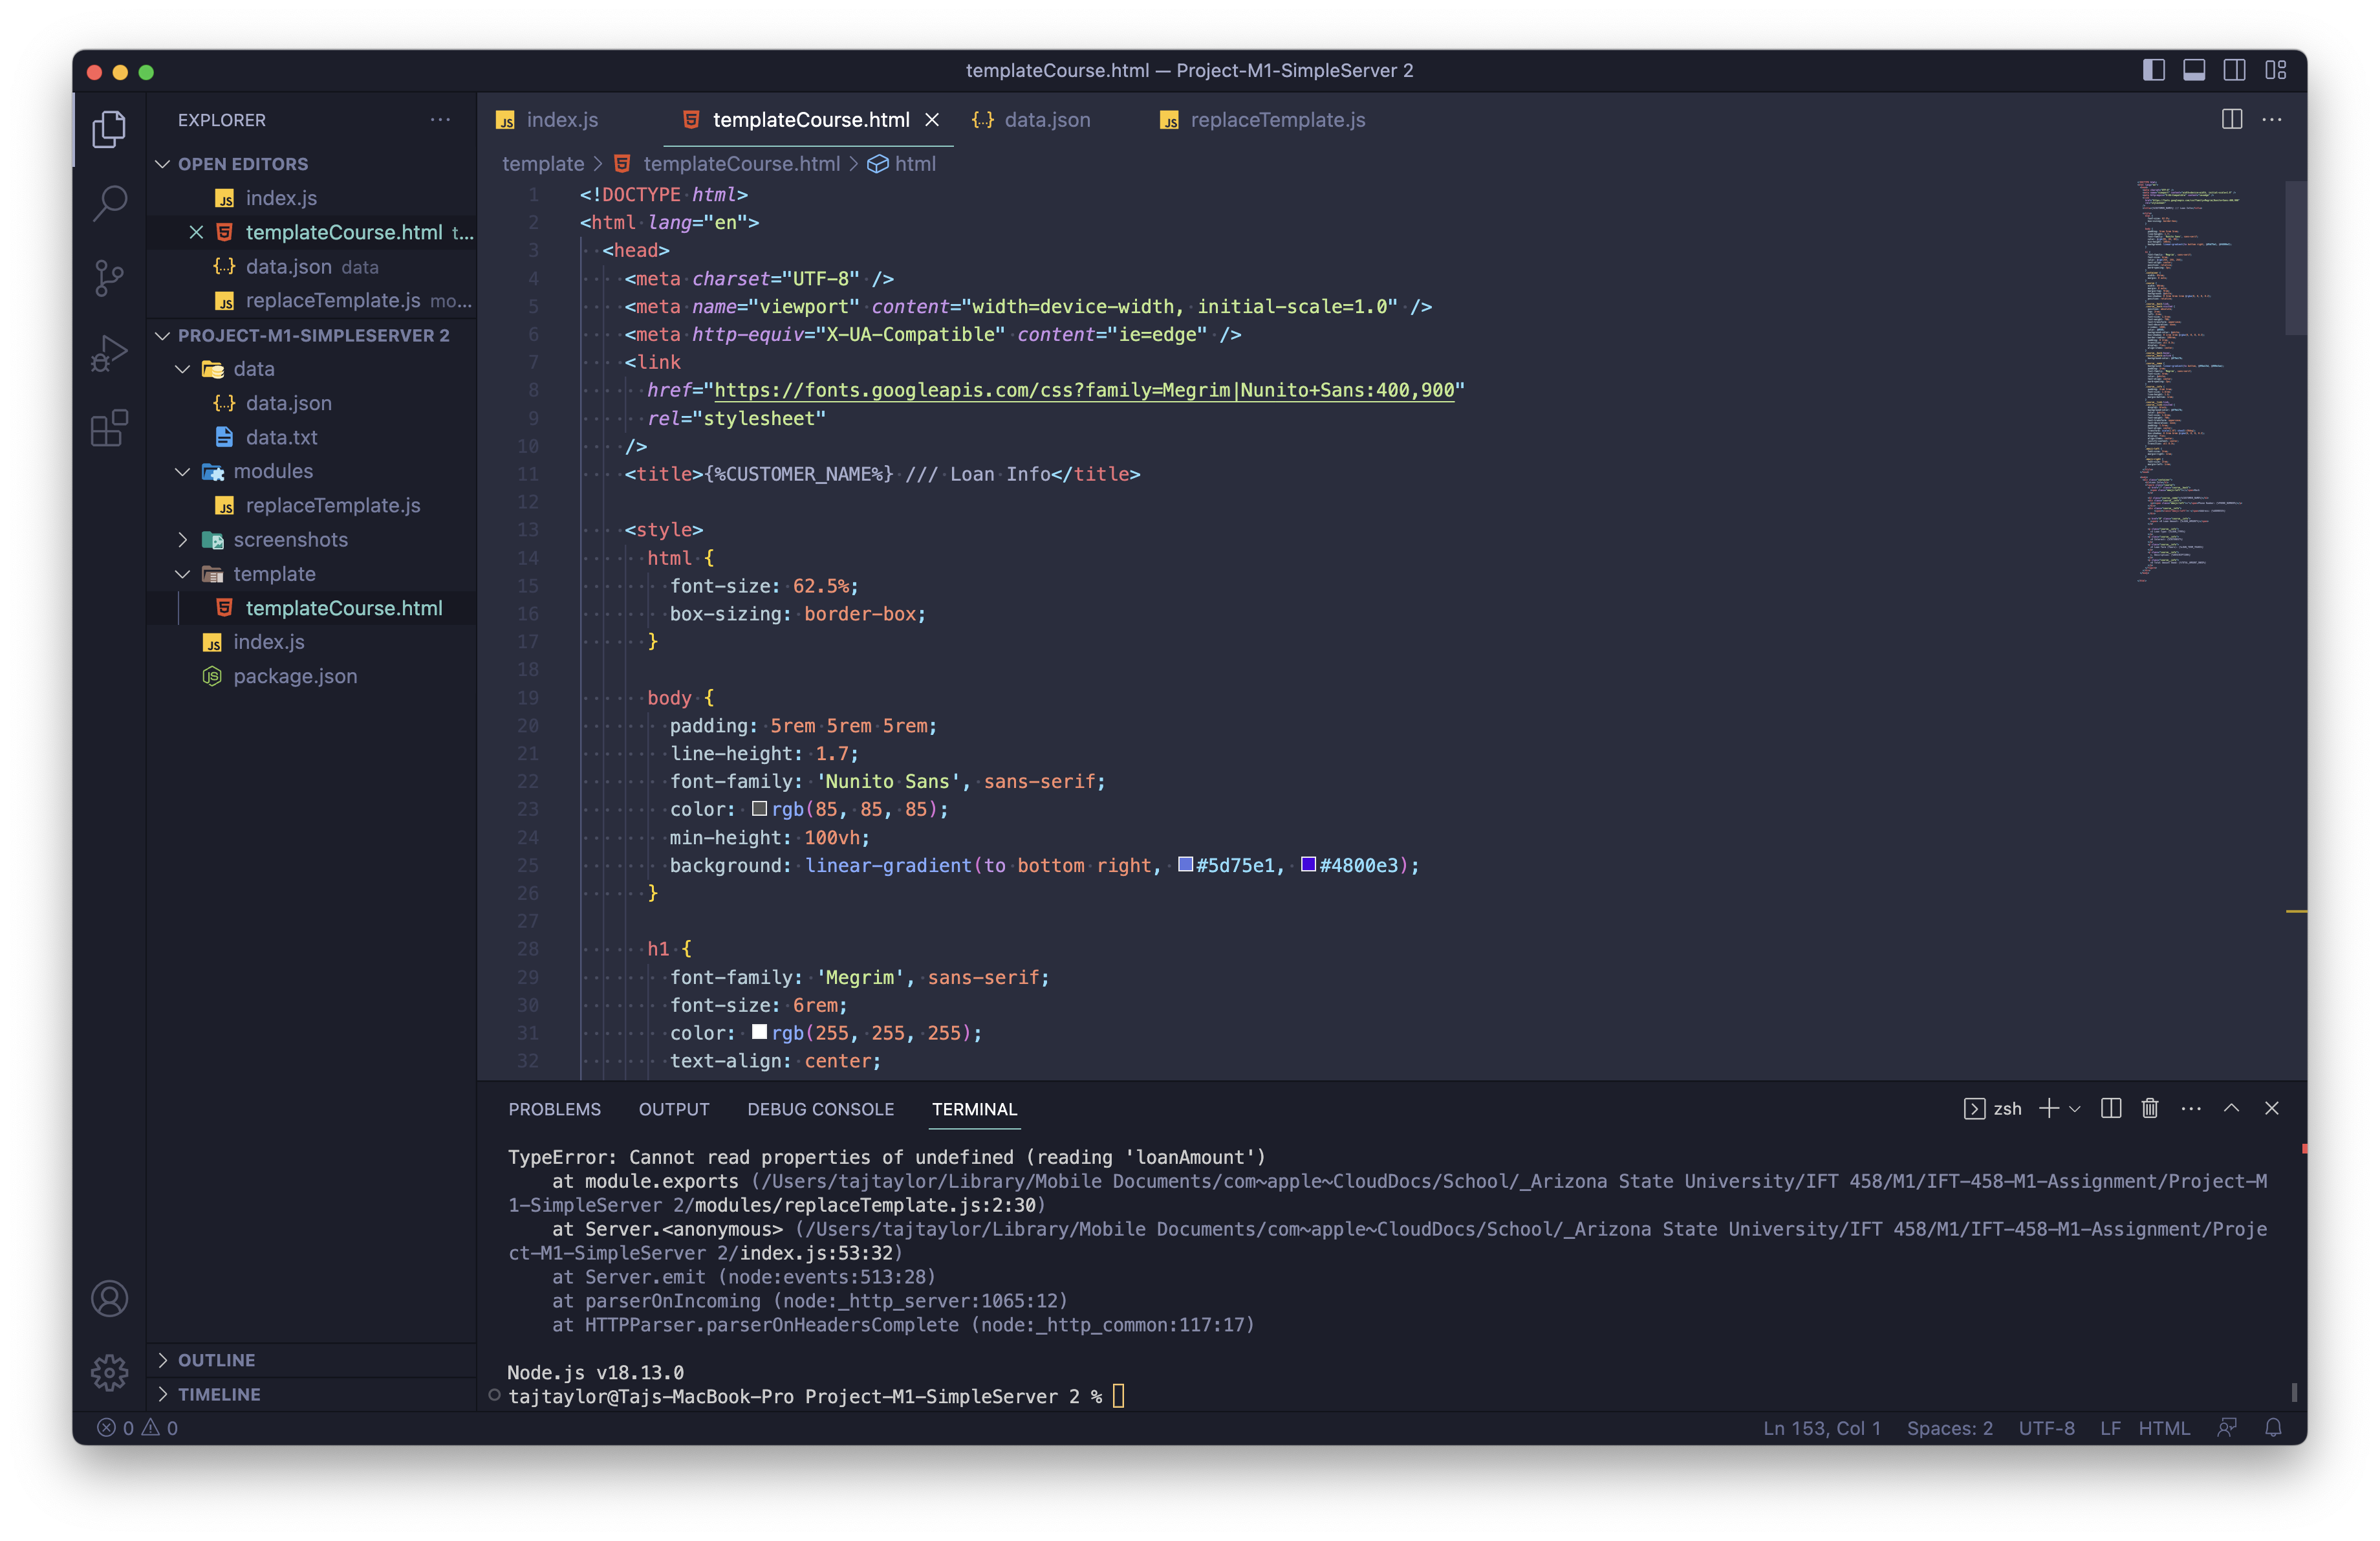 templateCourse.html — Project-M1-SimpleServer 2
EXPLORER
OPEN EDITORS
index.js
templateCourse.html t...
data.json data
replaceTemplate.js mo...
PROJECT-M1-SIMPLESERVER 2
data
data.json
data.txt
modules
replaceTemplate.js
screenshots
template
templateCourse.html
index.js
package.json
OUTLINE
TIMELINE
index.js templateCourse.html data.json replaceTemplate.js
template > templateCourse.html > html
1 <!DOCTYPE html>
2 <html lang="en">
3 <head>
4 <meta charset="UTF-8" />
5 <meta name="viewport" content="width=device-width, initial-scale=1.0" />
6 <meta http-equiv="X-UA-Compatible" content="ie=edge" />
7 <link
8 href="https://fonts.googleapis.com/css?family=Megrim|Nunito+Sans:400,900"
9 rel="stylesheet"
10 />
11 <title>{%CUSTOMER_NAME%} /// Loan Info</title>
12
13 <style>
14 html {
15 font-size: 62.5%;
16 box-sizing: border-box;
17 }
18
19 body {
20 padding: 5rem 5rem 5rem;
21 line-height: 1.7;
22 font-family: 'Nunito Sans', sans-serif;
23 color: rgb(85, 85, 85);
24 min-height: 100vh;
25 background: linear-gradient(to bottom right, #5d75e1, #4800e3);
26 }
27
28 h1 {
29 font-family: 'Megrim', sans-serif;
30 font-size: 6rem;
31 color: rgb(255, 255, 255);
32 text-align: center;
PROBLEMS OUTPUT DEBUG CONSOLE TERMINAL
zsh
TypeError: Cannot read properties of undefined (reading 'loanAmount')
at module.exports (/Users/tajtaylor/Library/Mobile Documents/com~apple~CloudDocs/School/_Arizona State University/IFT 458/M1/IFT-458-M1-Assignment/Project-M
1-SimpleServer 2/modules/replaceTemplate.js:2:30)
at Server.<anonymous> (/Users/tajtaylor/Library/Mobile Documents/com~apple~CloudDocs/School/_Arizona State University/IFT 458/M1/IFT-458-M1-Assignment/Proje
ct-M1-SimpleServer 2/index.js:53:32)
at Server.emit (node:events:513:28)
at parserOnIncoming (node:_http_server:1065:12)
at HTTPParser.parserOnHeadersComplete (node:_http_common:117:17)
Node.js v18.13.0
tajtaylor@Tajs-MacBook-Pro Project-M1-SimpleServer 2 %
0 0
Ln 153, Col 1 Spaces: 2 UTF-8 LF HTML